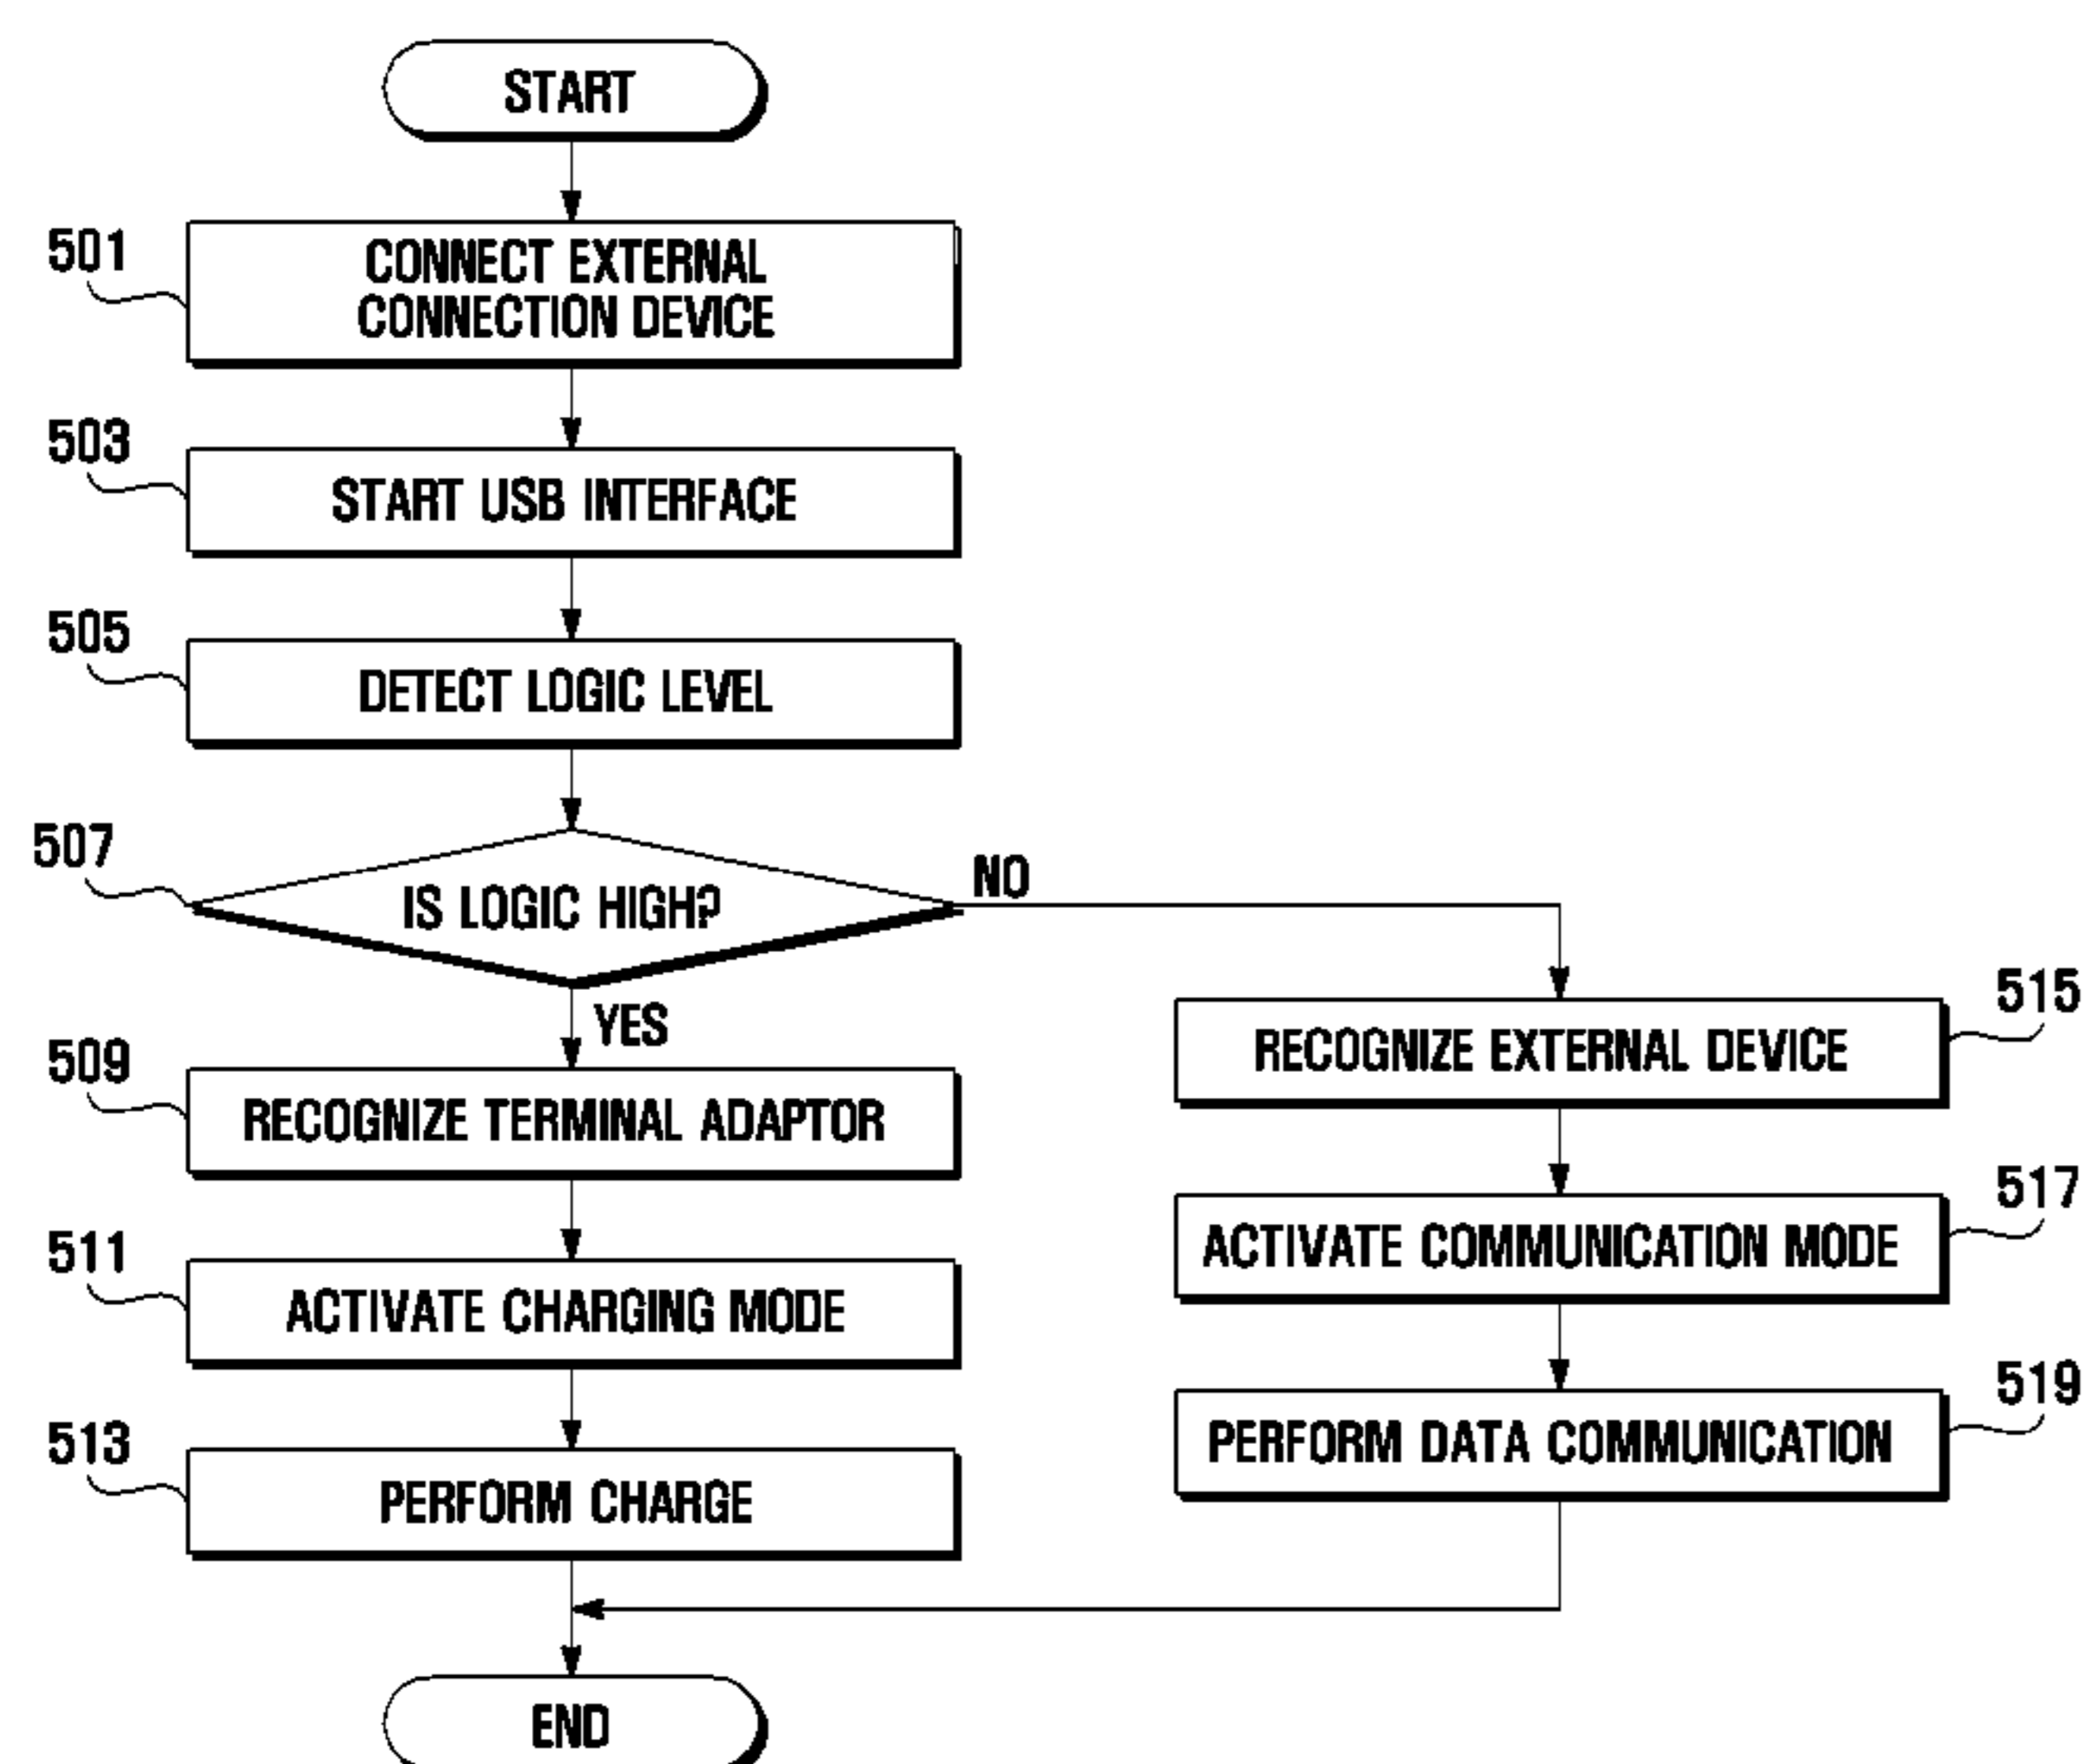 START
501
CONNECT EXTERNAL
CONNECTION DEVICE
503
START USB INTERFACE
505
DETECT LOGIC LEVEL
507
IS LOGIC HIGH?
NO
YES
509
RECOGNIZE TERMINAL ADAPTOR
511
ACTIVATE CHARGING MODE
513
PERFORM CHARGE
515
RECOGNIZE EXTERNAL DEVICE
517
ACTIVATE COMMUNICATION MODE
519
PERFORM DATA COMMUNICATION
END